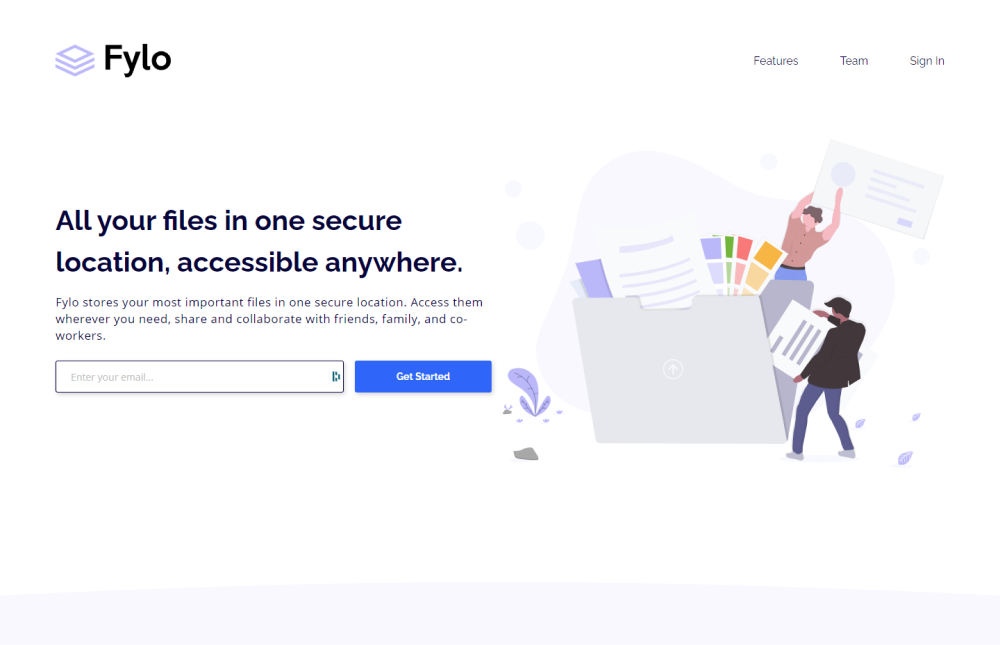 Fylo
Features
Team
Sign In
All your files in one secure
location, accessible anywhere.
Fylo stores your most important files in one secure location. Access them
wherever you need, share and collaborate with friends, family, and co-
workers.
Enter your email...
Get Started